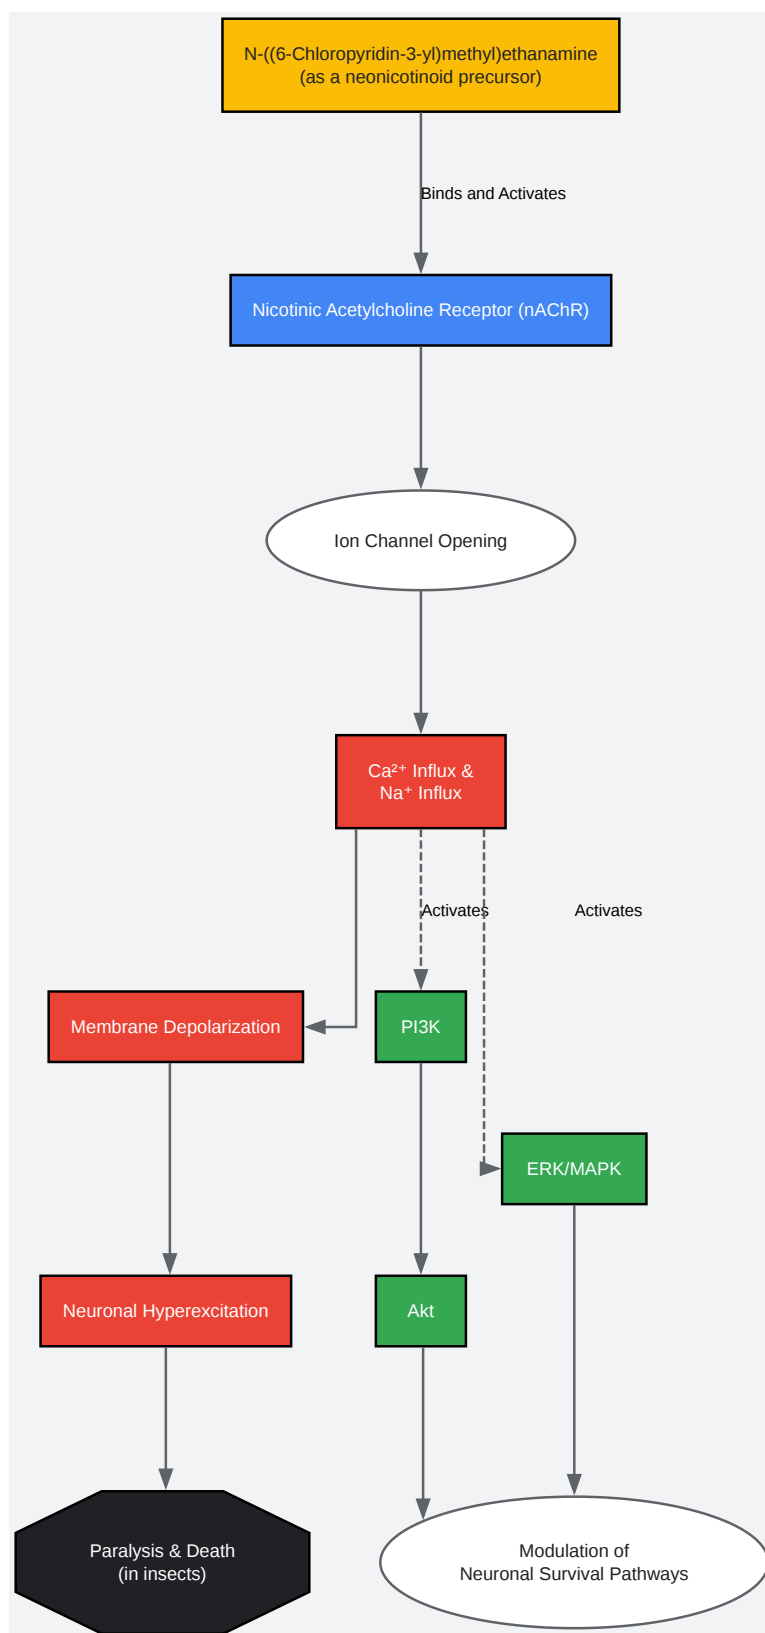 N-((6-Chloropyridin-3-yl)methyl)ethanamine
(as a neonicotinoid precursor)
Binds and Activates
Nicotinic Acetylcholine Receptor (nAChR)
Ion Channel Opening
Ca²⁺ Influx &
Na⁺ Influx
Activates
Activates
Membrane Depolarization
PI3K
ERK/MAPK
Neuronal Hyperexcitation
Akt
Paralysis & Death
(in insects)
Modulation of
Neuronal Survival Pathways